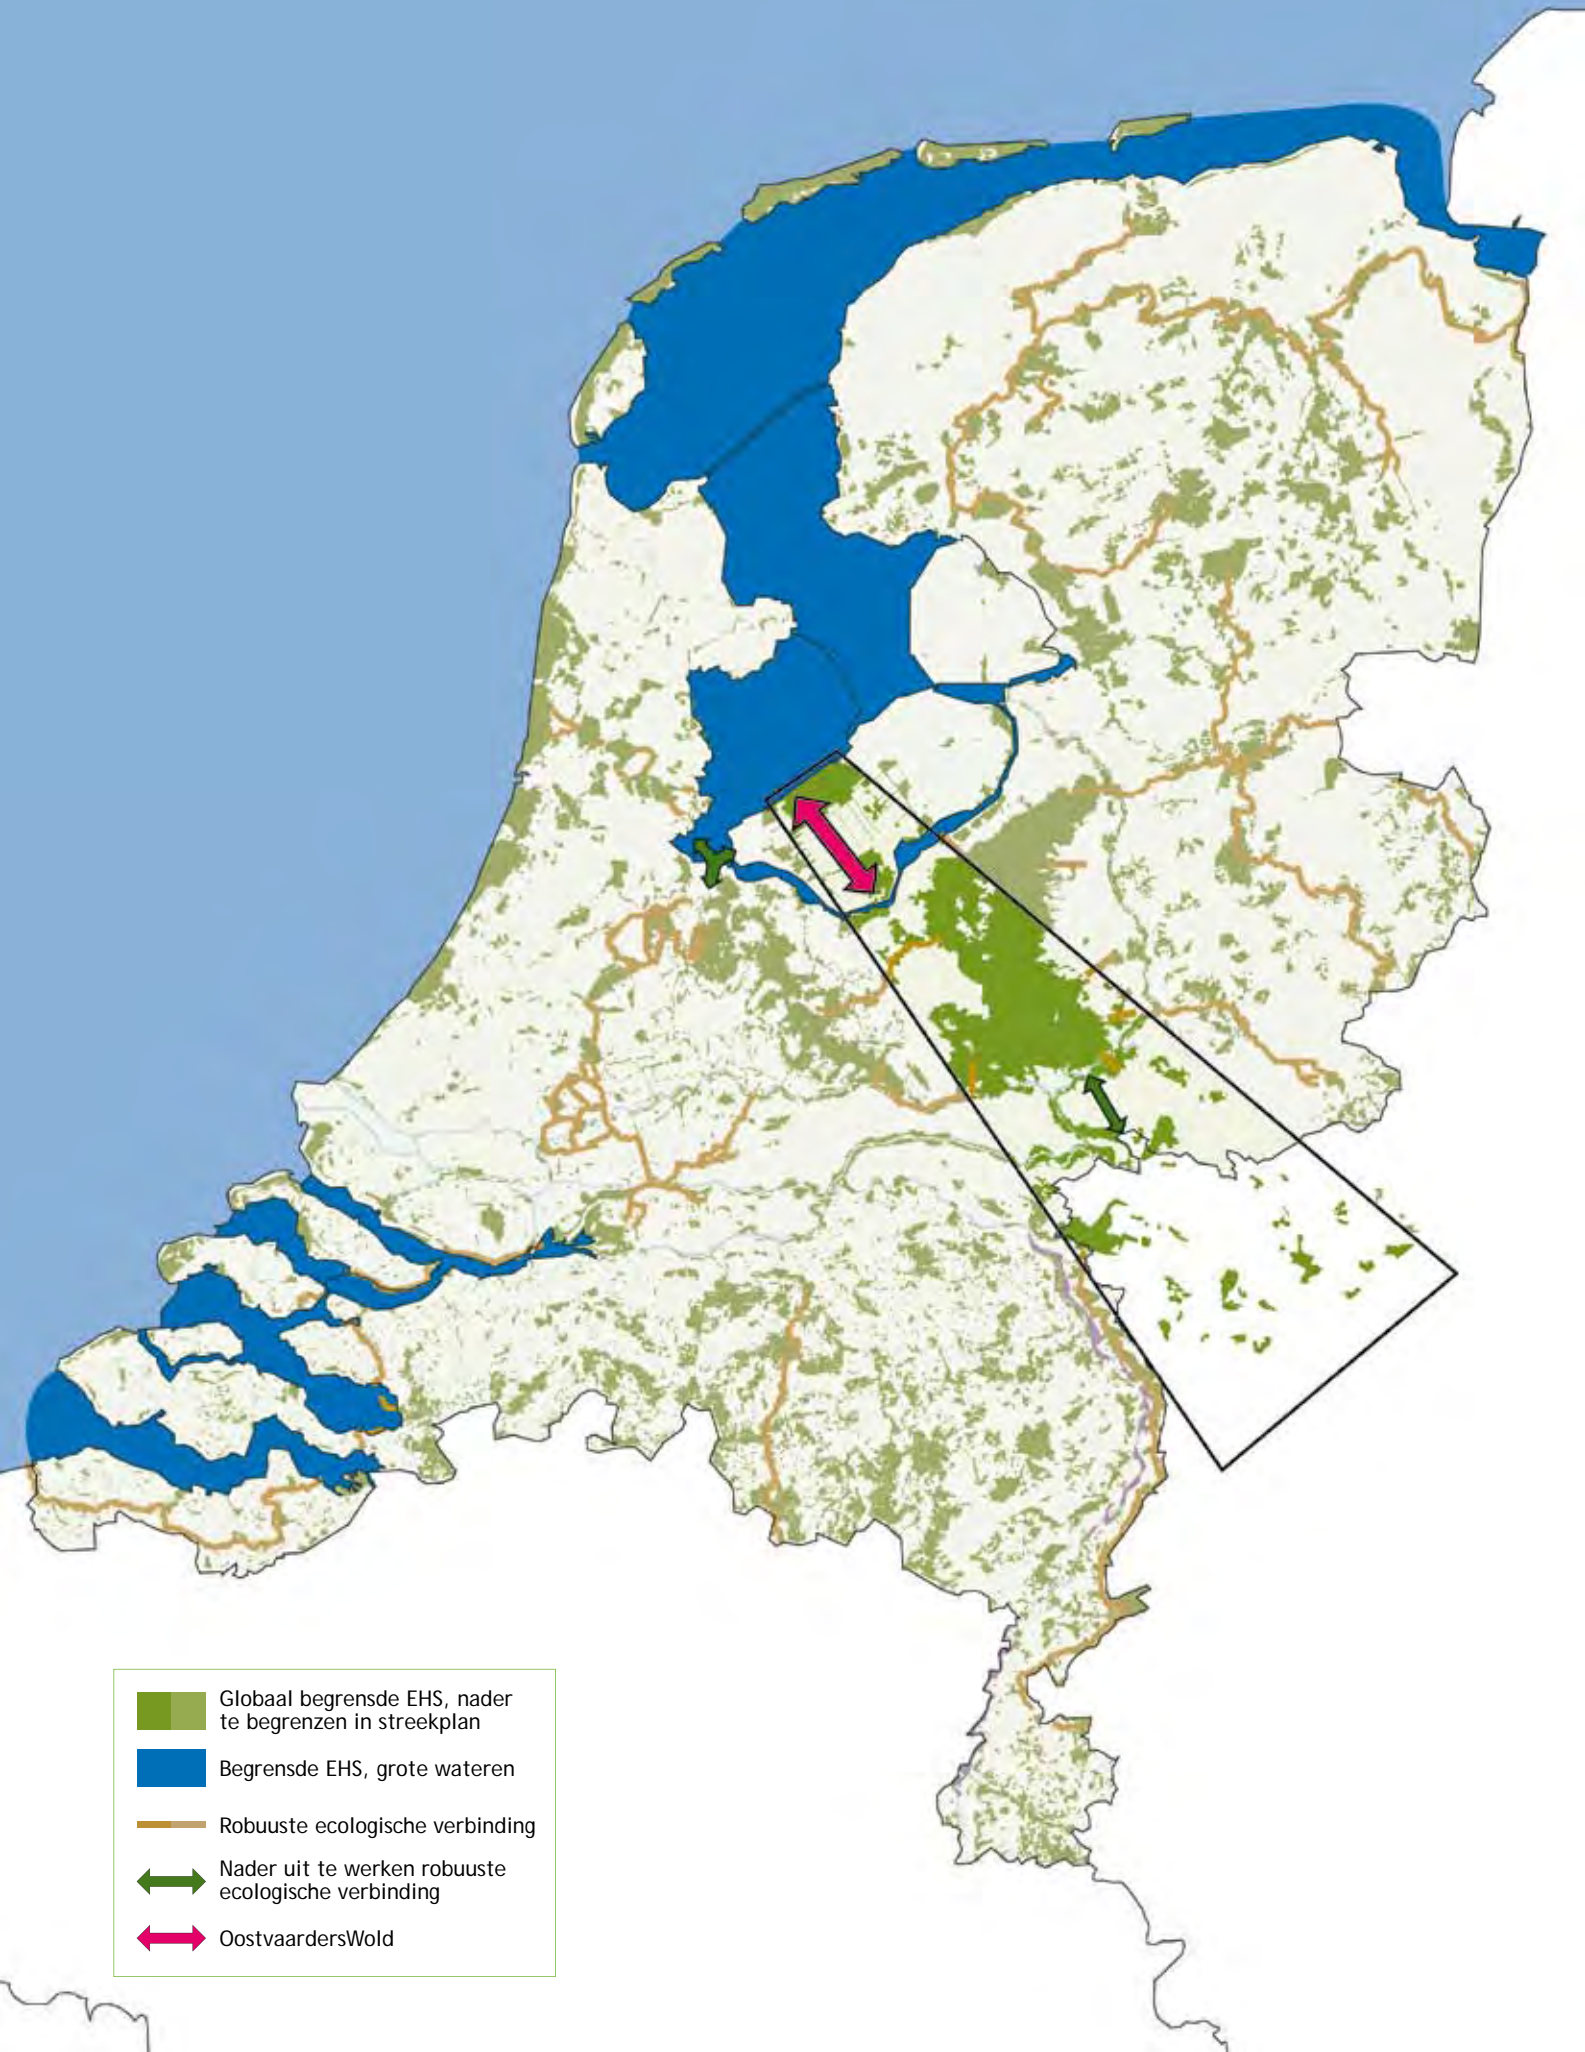 Globaal begrensde EHS, nader
te begrenzen in streekplan
Begrensde EHS, grote wateren
Robuuste ecologische verbinding
Nader uit te werken robuuste
ecologische verbinding
OostvaardersWold